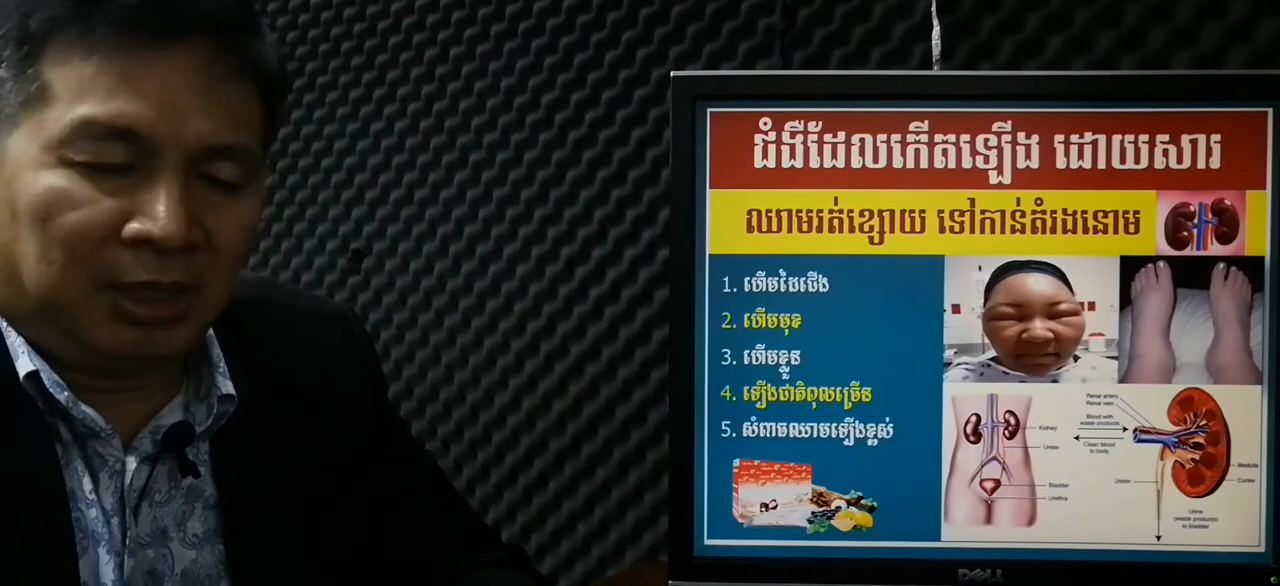 ជំងឺដែលកើតឡើង ដោយសារ
ឈាមរត់ខ្សោយ ទៅកាន់តំរងនោម
1. ហើមដៃជើង
2. ហើមមុខ
3. ហើមខ្លួន
4. ឡើងជាតិពុលច្រើន
5. សំពាធឈាមឡើងខ្ពស់
Kidney
Ureter
Bladder
Urethra
Renal artery
Renal vein
Blood with
waste products
Clean blood
to body
Ureter
Medulla
Cortex
Urine
(waste products)
to bladder
DELL